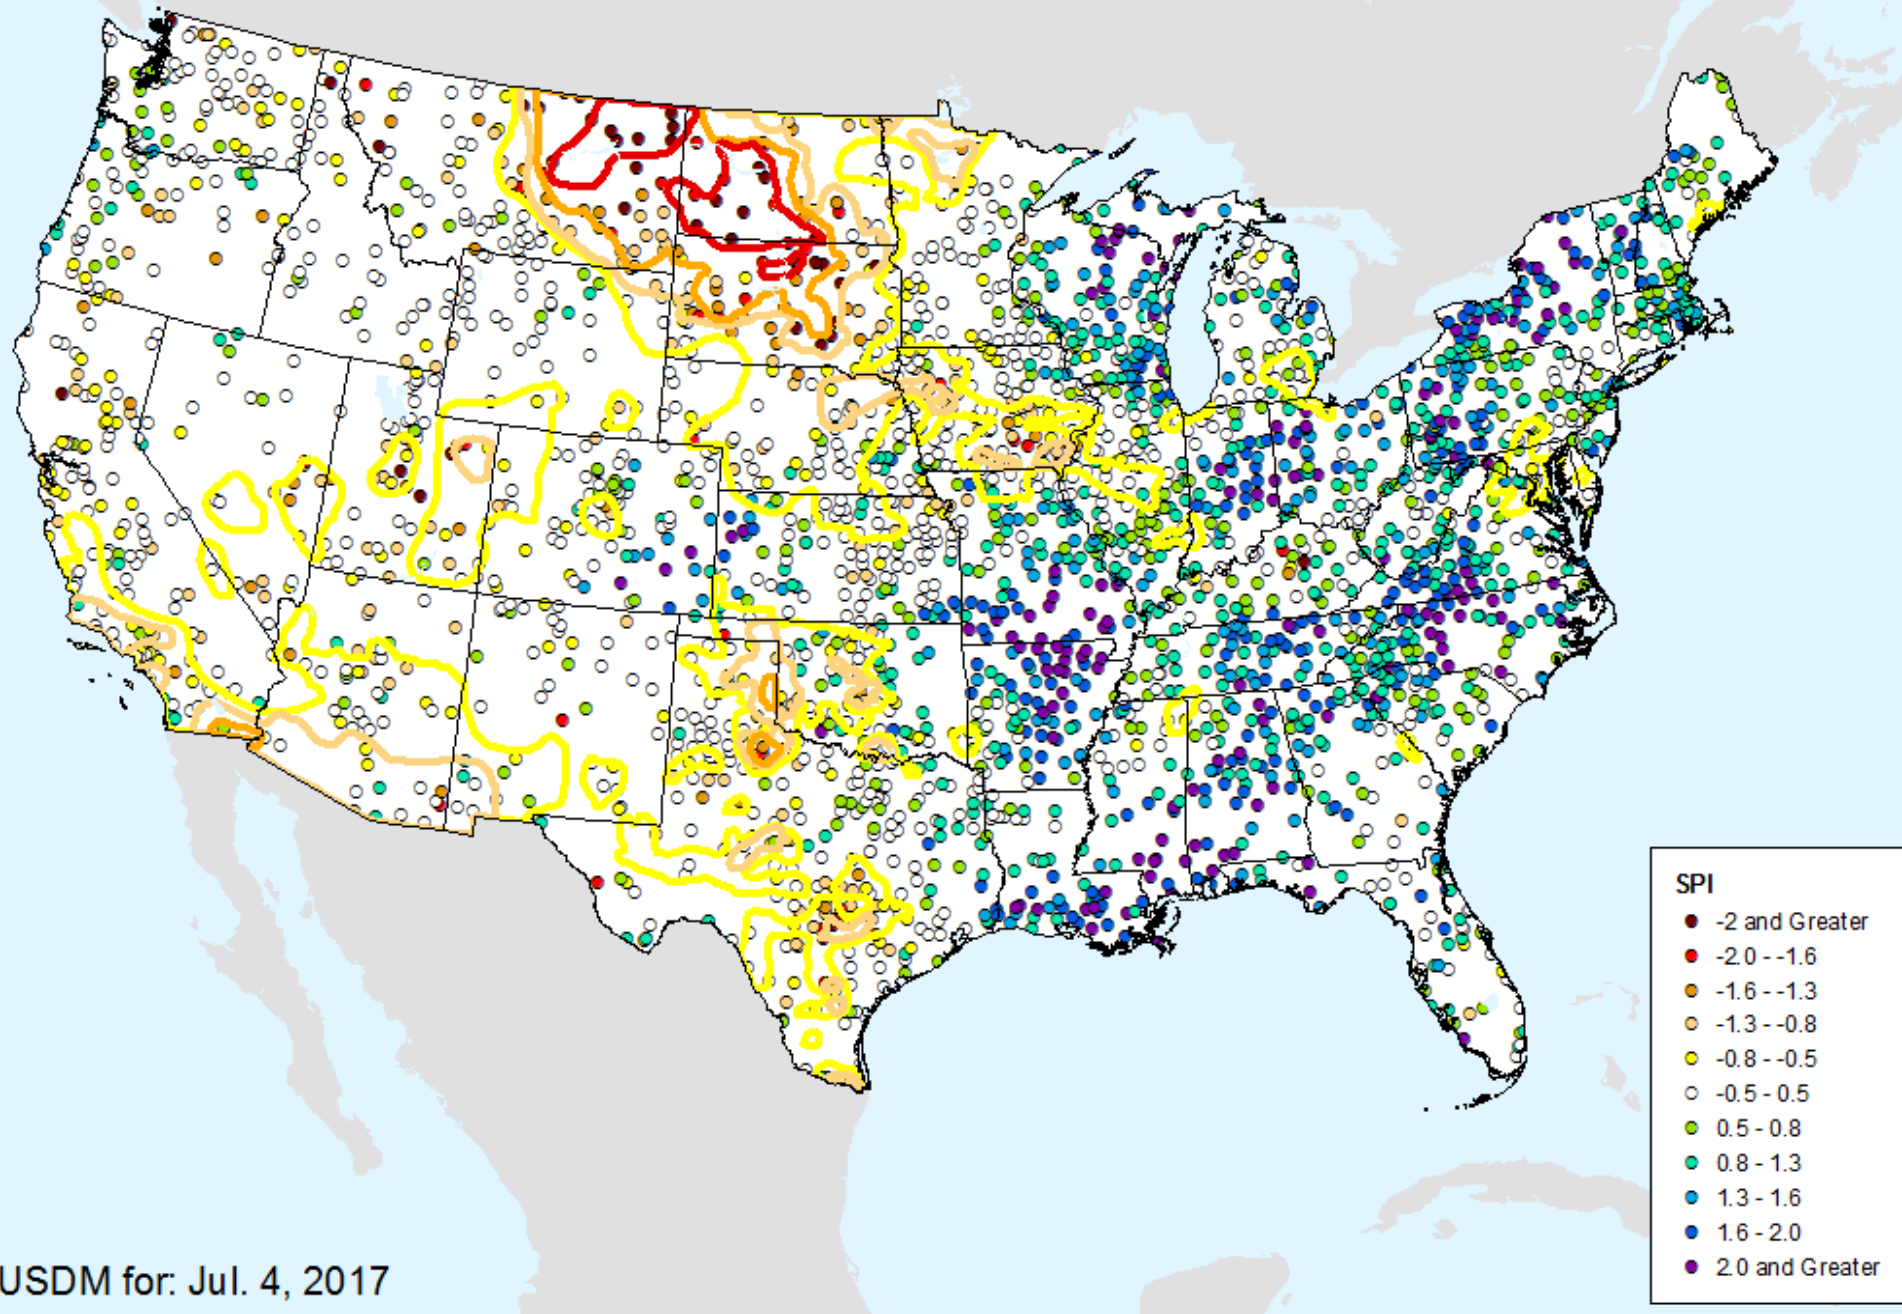 SPI
-2 and Greater
-2.0 - -1.6
-1.6 - -1.3
-1.3 - -0.8
-0.8 - -0.5
-0.5 - 0.5
0.5 - 0.8
0.8 - 1.3
1.3 - 1.6
1.6 - 2.0
2.0 and Greater
USDM for: Jul. 4, 2017